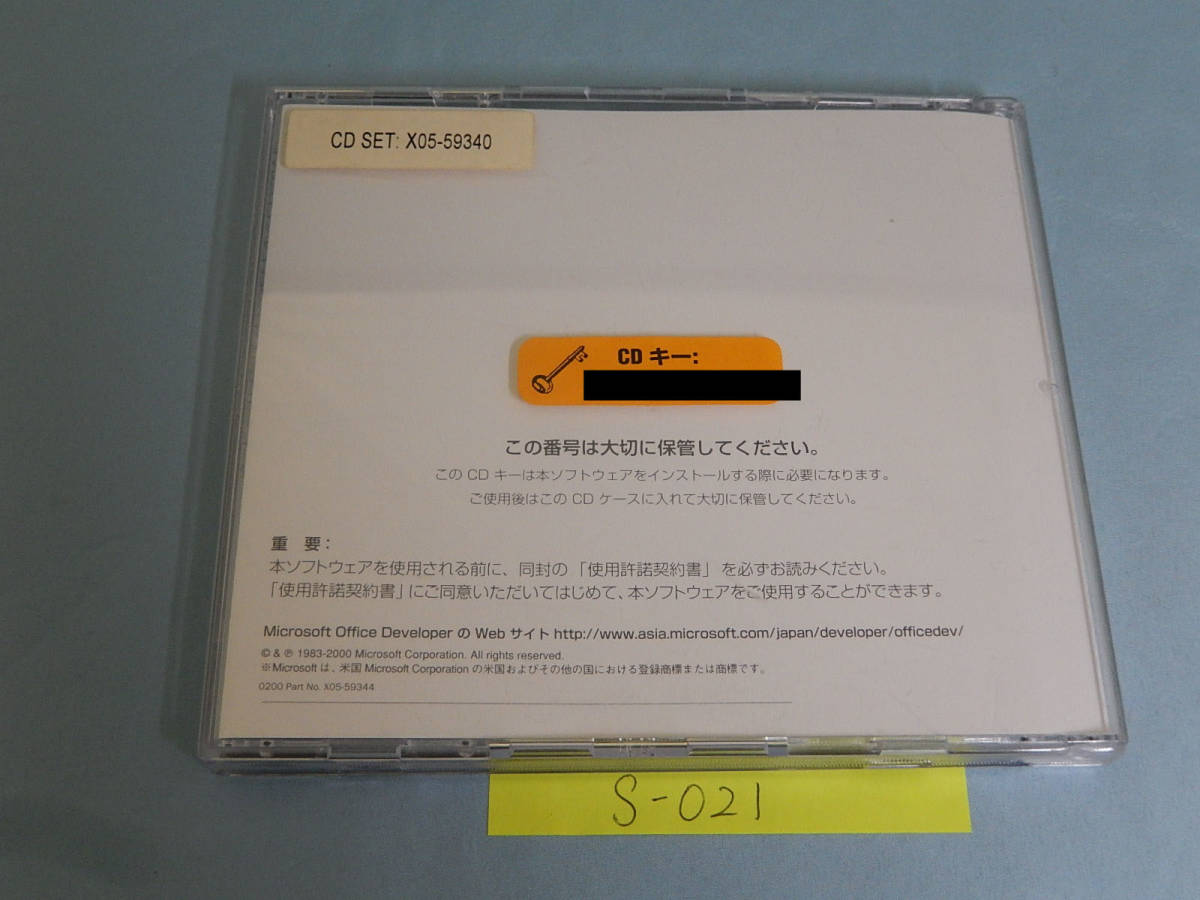 CD SET: X05-59340
CD キー:
この番号は大切に保管してください。
この CD キーは本ソフトウェアをインストールする際に必要になります。
ご使用後はこの CD ケースに入れて大切に保管してください。
重 要:
本ソフトウェアを使用される前に、同封の「使用許諾契約書」を必ずお読みください。
「使用許諾契約書」にご同意いただいてはじめて、本ソフトウェアをご使用することができます。
Microsoft Office Developer の Web サイト http://www.asia.microsoft.com/japan/developer/officedev/
© & ℗ 1983-2000 Microsoft Corporation. All rights reserved.
※Microsoft は、米国 Microsoft Corporation の米国およびその他の国における登録商標または商標です。
0200 Part No. X05-59344
S-021